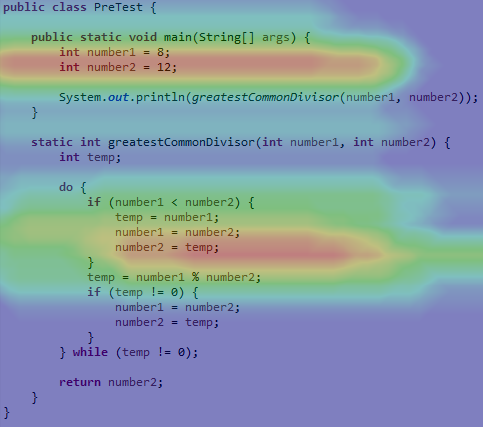 public class PreTest {
public static void main(String[] args) {
int number1 = 8;
int number2 = 12;
System.out.println(greatestCommonDivisor(number1, number2));
}
static int greatestCommonDivisor(int number1, int number2) {
int temp;
do {
if (number1 < number2) {
temp = number1;
number1 = number2;
number2 = temp;
}
temp = number1 % number2;
if (temp != 0) {
number1 = number2;
number2 = temp;
}
} while (temp != 0);
return number2;
}
}